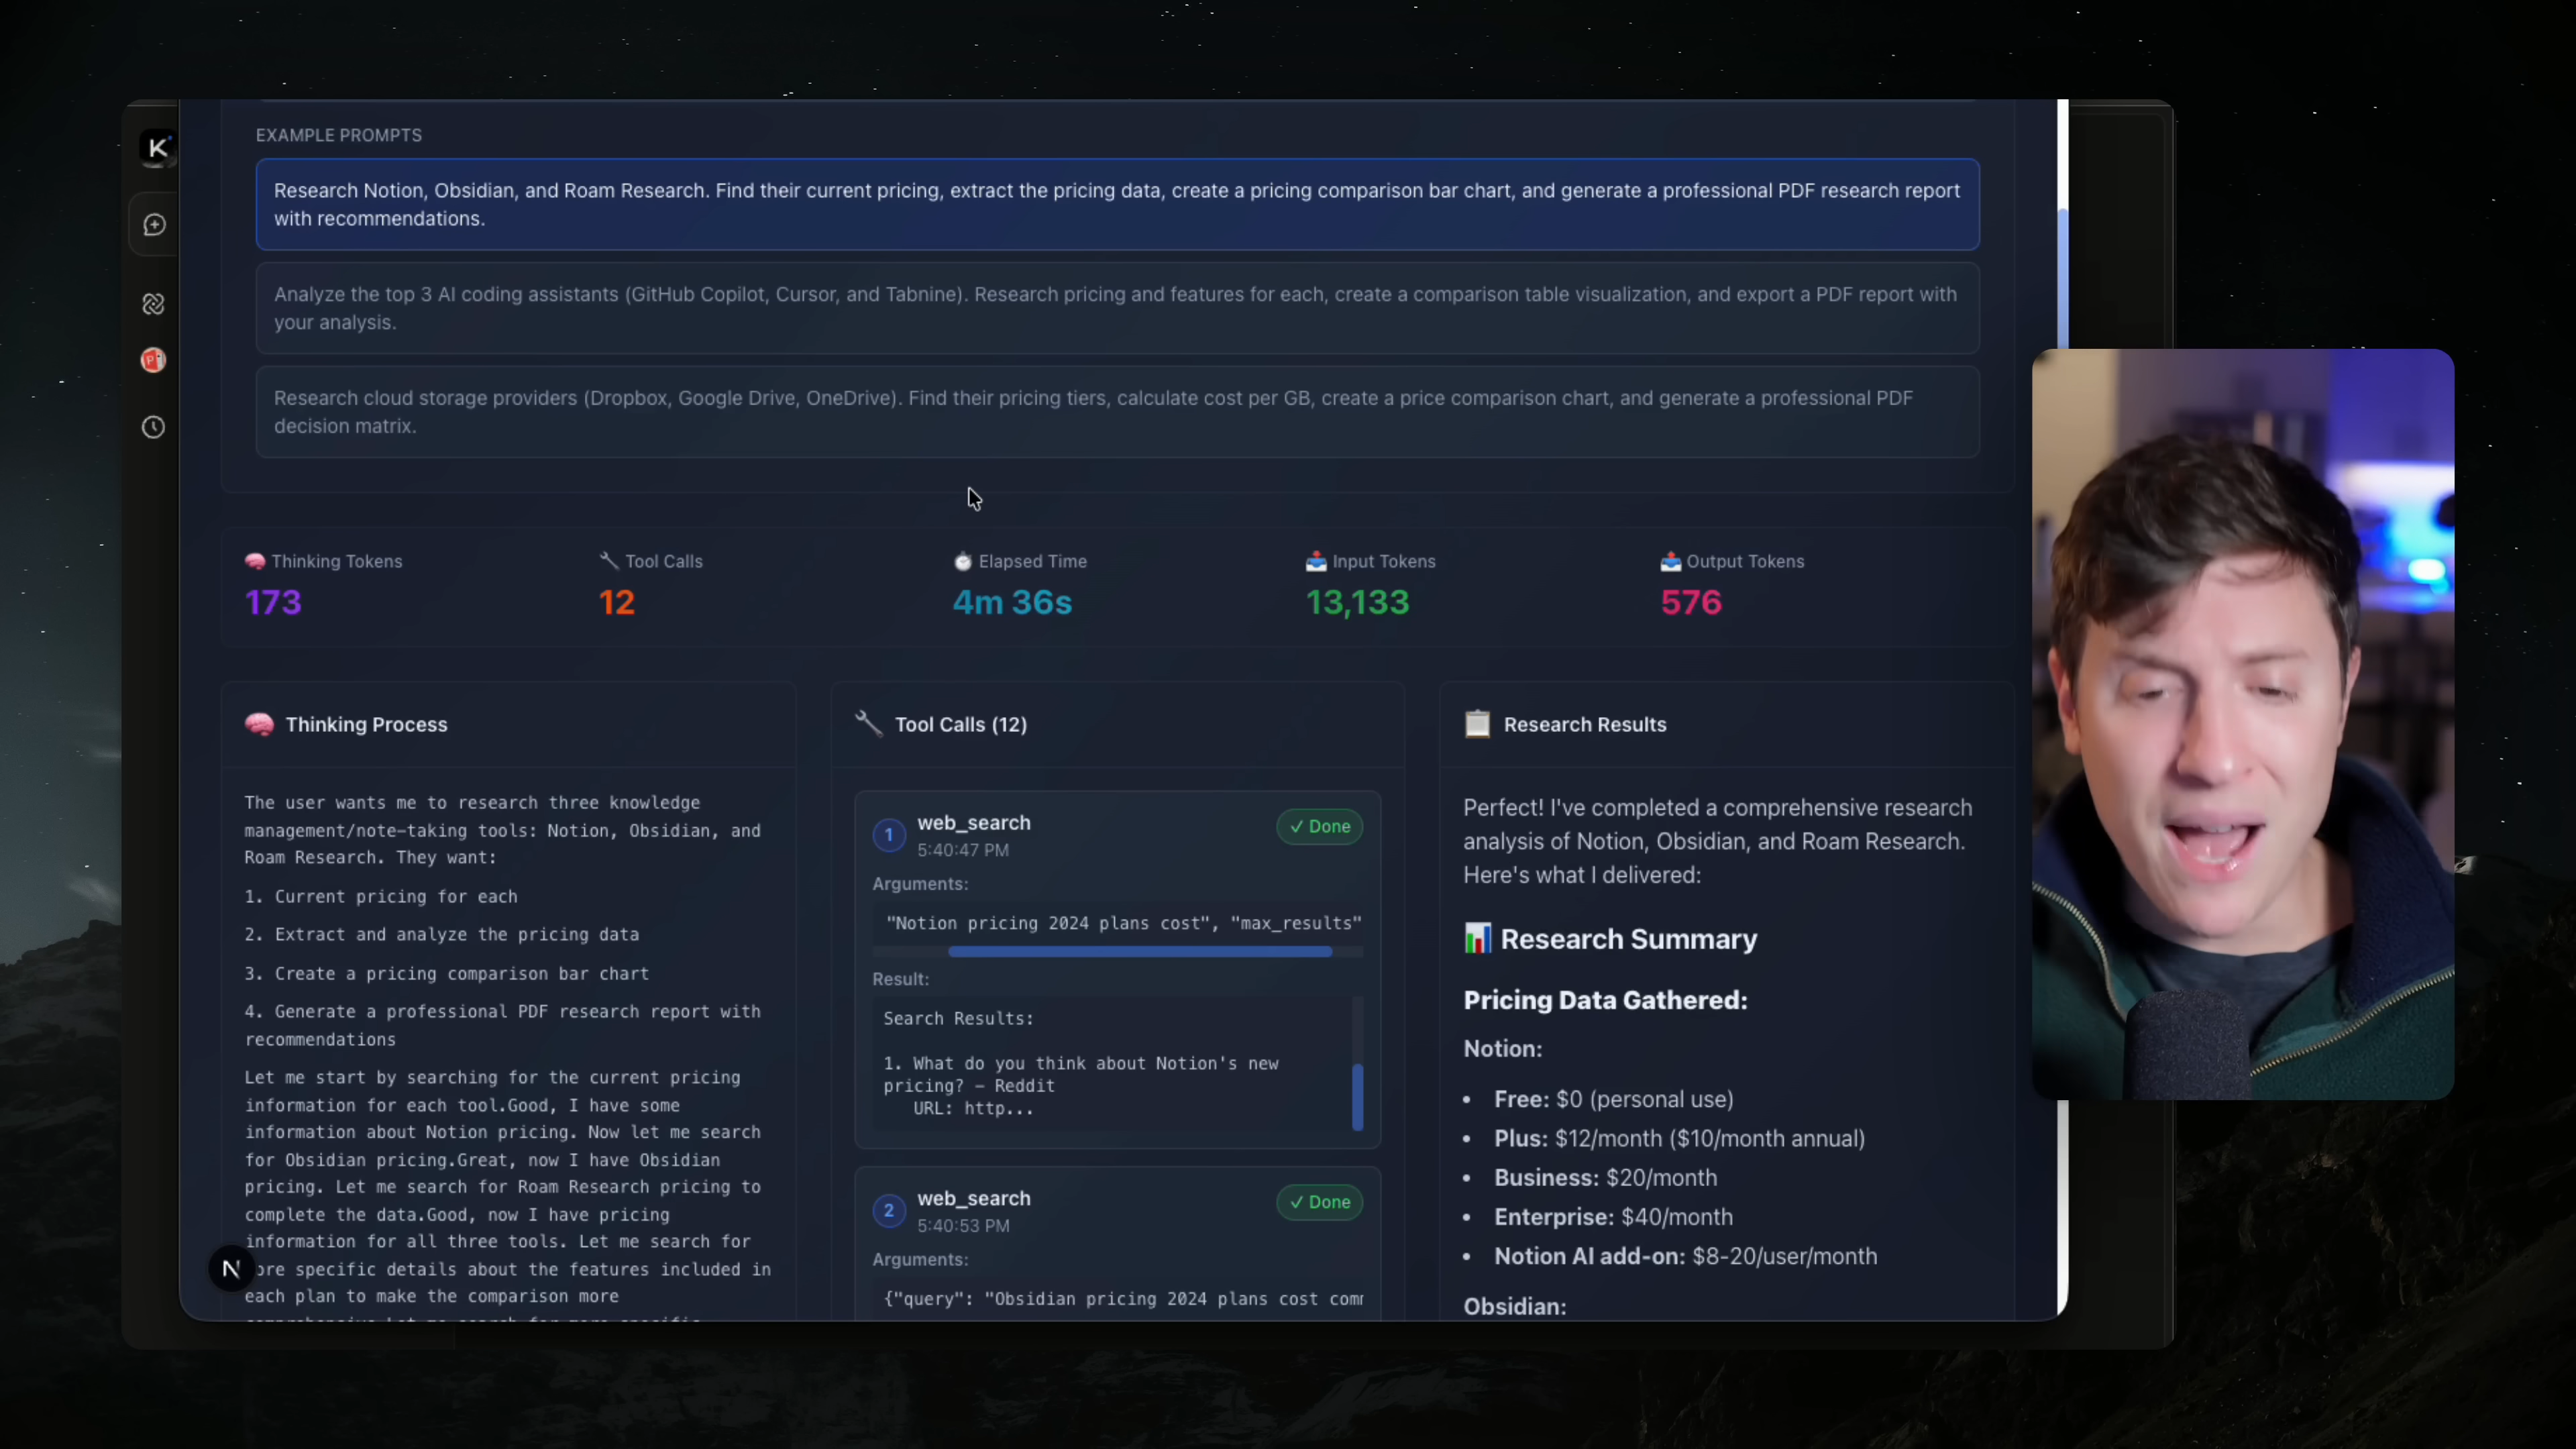 K
EXAMPLE PROMPTS
Research Notion, Obsidian, and Roam Research. Find their current pricing, extract the pricing data, create a pricing comparison bar chart, and generate a professional PDF research report
with recommendations.
Analyze the top 3 AI coding assistants (GitHub Copilot, Cursor, and Tabnine). Research pricing and features for each, create a comparison table visualization, and export a PDF report with
your analysis.
Research cloud storage providers (Dropbox, Google Drive, OneDrive). Find their pricing tiers, calculate cost per GB, create a price comparison chart, and generate a professional PDF
decision matrix.
Thinking Tokens
173
Tool Calls
12
Elapsed Time
4m 36s
Input Tokens
13,133
Output Tokens
576
Thinking Process
The user wants me to research three knowledge
management/note-taking tools: Notion, Obsidian, and
Roam Research. They want:
1. Current pricing for each
2. Extract and analyze the pricing data
3. Create a pricing comparison bar chart
4. Generate a professional PDF research report with
recommendations
Let me start by searching for the current pricing
information for each tool.Good, I have some
information about Notion pricing. Now let me search
for Obsidian pricing.Great, now I have Obsidian
pricing. Let me search for Roam Research pricing to
complete the data.Good, now I have pricing
information for all three tools. Let me search for
ore specific details about the features included in
each plan to make the comparison more
N
Tool Calls (12)
1
web_search
✓ Done
5:40:47 PM
Arguments:
"Notion pricing 2024 plans cost", "max_results"
Result:
Search Results:
1. What do you think about Notion's new
pricing? – Reddit
URL: http...
2
web_search
✓ Done
5:40:53 PM
Arguments:
{"query": "Obsidian pricing 2024 plans cost com
Research Results
Perfect! I've completed a comprehensive research
analysis of Notion, Obsidian, and Roam Research.
Here's what I delivered:
Research Summary
Pricing Data Gathered:
Notion:
• Free: $0 (personal use)
• Plus: $12/month ($10/month annual)
• Business: $20/month
• Enterprise: $40/month
• Notion AI add-on: $8-20/user/month
Obsidian: